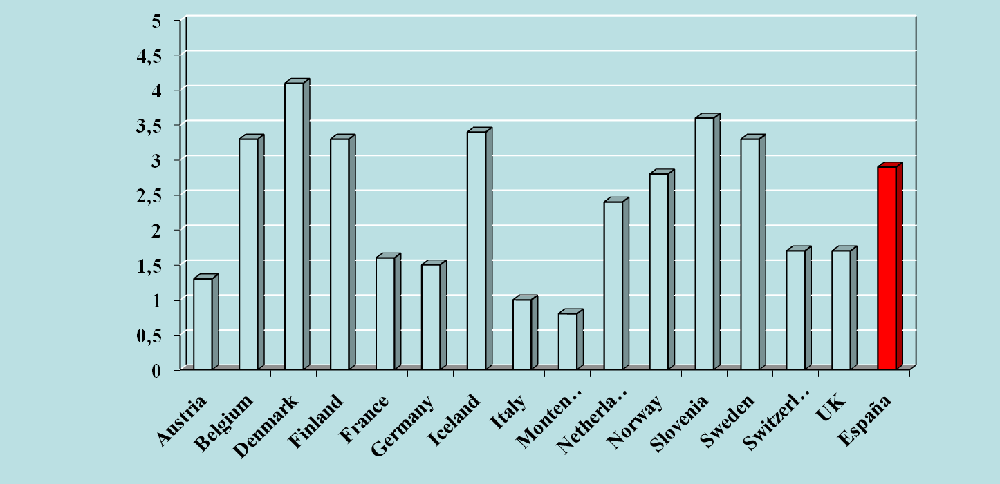 5
4,5
4
3,5
3
2,5
2
1,5
1
0,5
0
Austria
Belgium
Denmark
Finland
France
Germany
Iceland
Italy
Monten..
Netherla..
Norway
Slovenia
Sweden
Switzerl..
UK
España